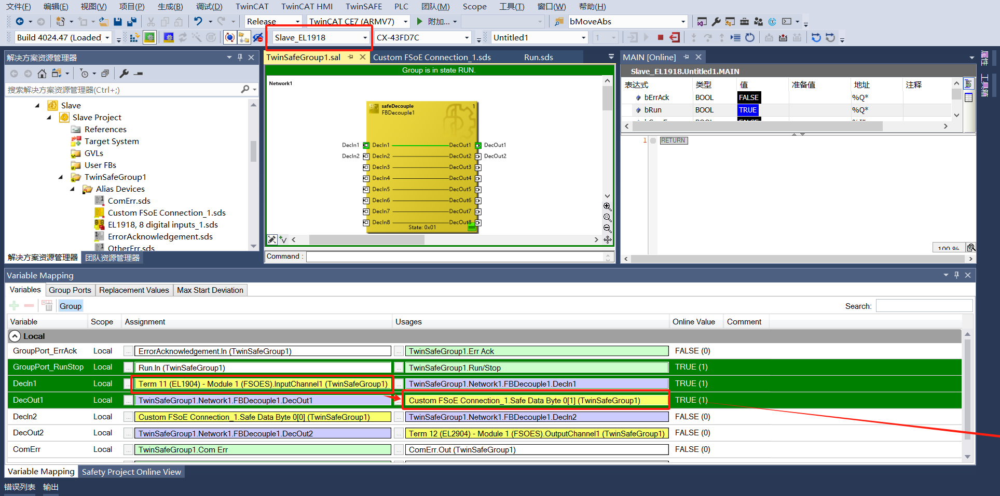 文件(F) 编辑(E) 视图(V) 项目(P) 生成(B) 调试(D) TwinCAT TwinCAT HMI TwinSAFE PLC 团队(M) Scope 工具(T) 窗口(W) 帮助(H)
Release TwinCAT CE7 (ARMV7) 附加... bMoveAbs
Build 4024.47 (Loaded) Slave_EL1918 CX-43FD7C Untitled1 1
解决方案资源管理器
搜索解决方案资源管理器(Ctrl+;)
Slave
Slave Project
References
Target System
GVLs
User FBs
TwinSafeGroup1
Alias Devices
ComErr.sds
Custom FSoE Connection_1.sds
EL1918, 8 digital inputs_1.sds
ErrorAcknowledgement.sds
OtherErr.sds
解决方案资源管理器 团队资源管理器
TwinSafeGroup1.sal Custom FSoE Connection_1.sds Run.sds
Group is in state RUN.
Network1
safeDecouple 1
FBDecouple1
DecIn1 DecIn1 DecOut1 DecOut1
DecIn2 DecIn2 DecOut2 DecOut2
DecIn3 DecOut3
DecIn4 DecOut4
DecIn5 DecOut5
DecIn6 DecOut6
DecIn7 DecOut7
DecIn8 DecOut8
State: 0x01
Command :
MAIN [Online]
Slave_EL1918.Untitled1.MAIN
表达式 类型 值 准备值 地址 注释
bErrAck BOOL FALSE %Q*
bRun BOOL TRUE %Q*
1 RETURN
100 %
属性
工具箱
Variable Mapping
Variables Group Ports Replacement Values Max Start Deviation
Group Search:
Variable Scope Assignment Usages Online Value Comment
Local
GroupPort_ErrAck Local ... ErrorAcknowledgement.In (TwinSafeGroup1) ... TwinSafeGroup1.Err Ack FALSE (0)
GroupPort_RunStop Local ... Run.In (TwinSafeGroup1) ... TwinSafeGroup1.Run/Stop TRUE (1)
DecIn1 Local ... Term 11 (EL1904) - Module 1 (FSOES).InputChannel1 (TwinSafeGroup1) ... TwinSafeGroup1.Network1.FBDecouple1.DecIn1 TRUE (1)
DecOut1 Local ... TwinSafeGroup1.Network1.FBDecouple1.DecOut1 ... Custom FSoE Connection_1.Safe Data Byte 0[1] (TwinSafeGroup1) TRUE (1)
DecIn2 Local ... Custom FSoE Connection_1.Safe Data Byte 0[0] (TwinSafeGroup1) ... TwinSafeGroup1.Network1.FBDecouple1.DecIn2 FALSE (0)
DecOut2 Local ... TwinSafeGroup1.Network1.FBDecouple1.DecOut2 ... Term 12 (EL2904) - Module 1 (FSOES).OutputChannel1 (TwinSafeGroup1) FALSE (0)
ComErr Local ... TwinSafeGroup1.Com Err ... ComErr.Out (TwinSafeGroup1) FALSE (0)
Variable Mapping Safety Project Online View
错误列表 输出